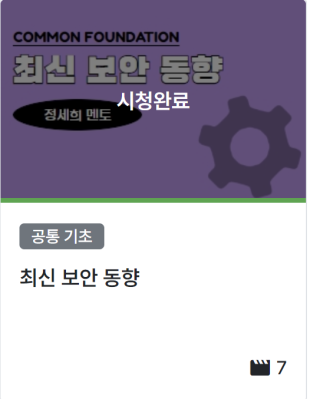 COMMON FOUNDATION
최신 보안 동향
시청완료
정세희 멘토
공통 기초
최신 보안 동향
7